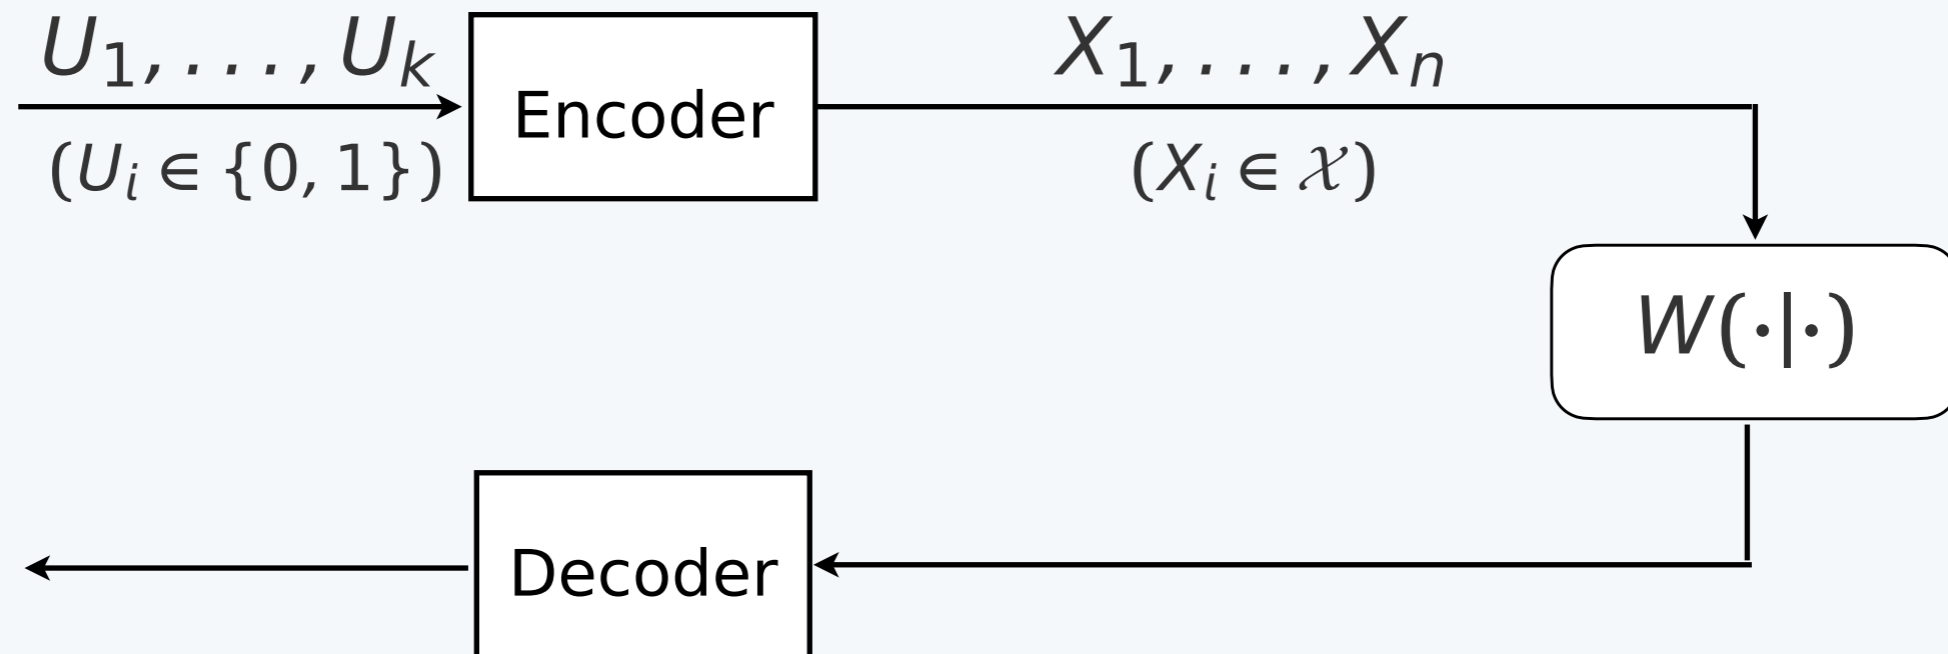 U₁, . . . , Uₖ
Encoder
X₁, . . . , Xₙ
(Uᵢ ∈ {0, 1})
(Xᵢ ∈ 𝒳)
W(·|·)
Decoder